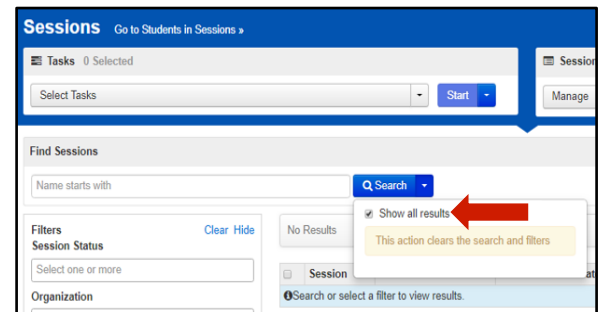 Sessions Go to Students in Sessions »
Tasks 0 Selected
Session
Select Tasks
Start
Manage
Find Sessions
Name starts with
Search
Show all results
This action clears the search and filters
Filters Clear Hide
Session Status
No Results
Select one or more
Session
Organization
Search or select a filter to view results.